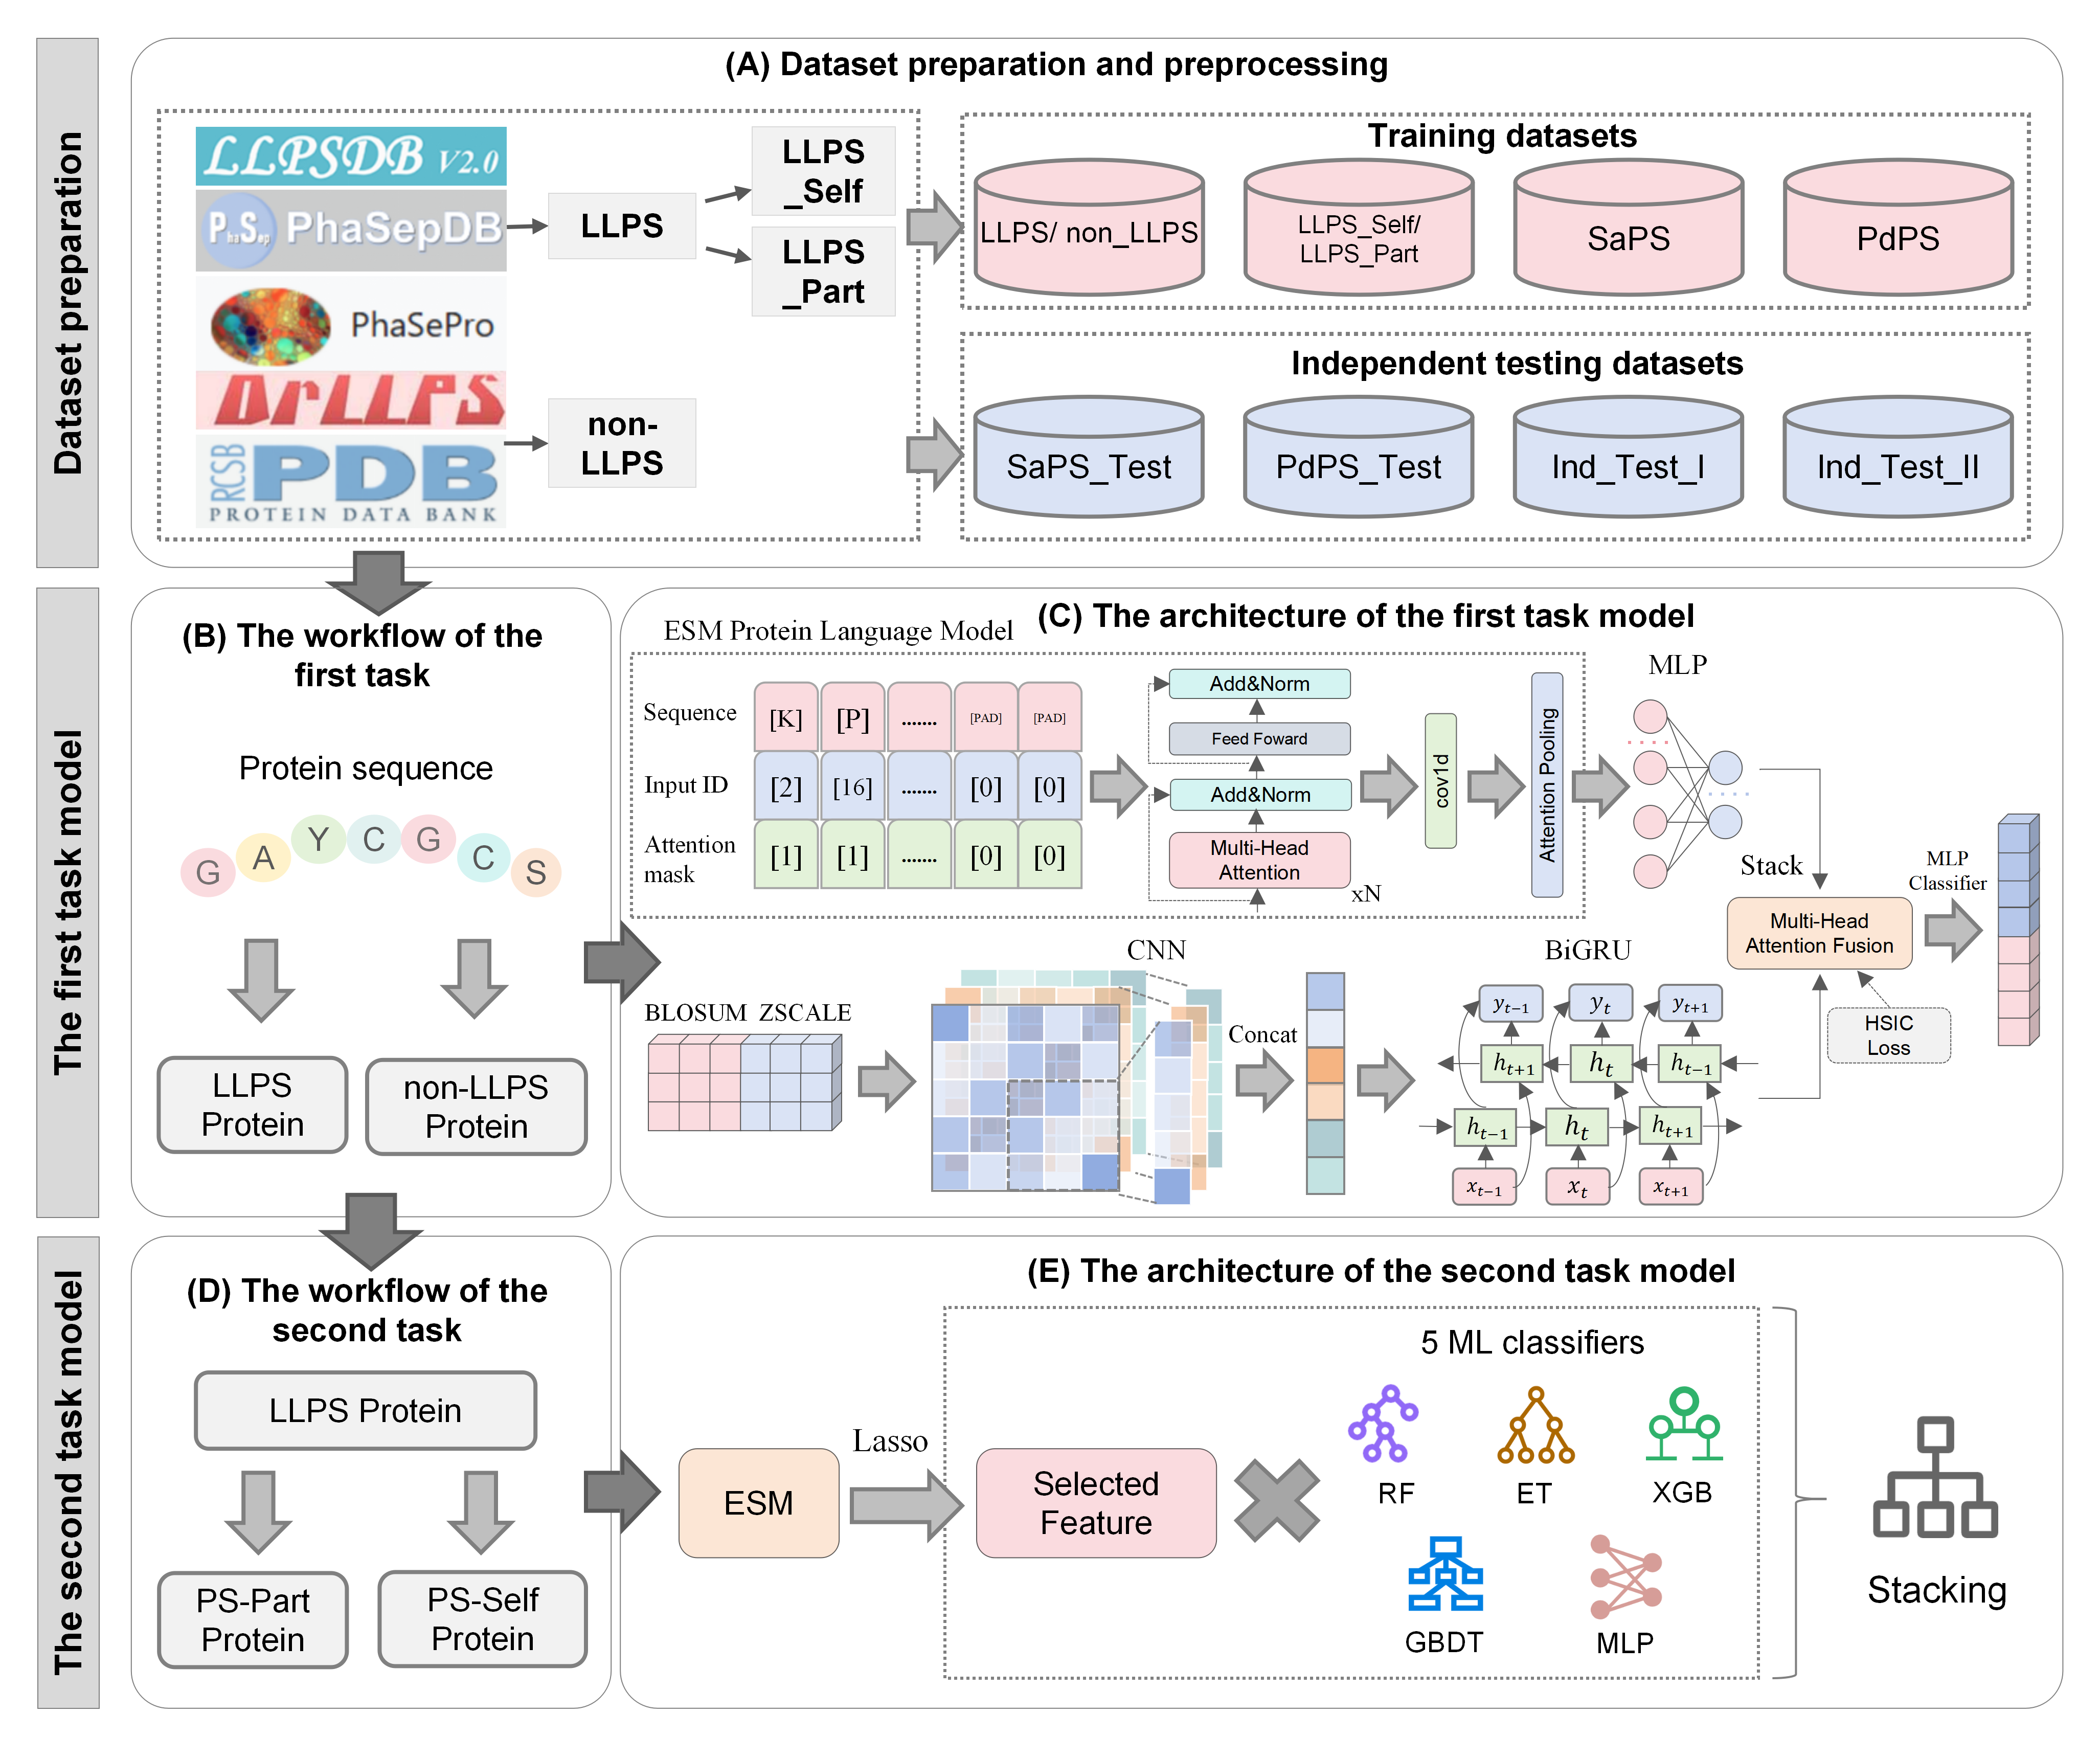 Dataset preparation
(A) Dataset preparation and preprocessing
LLPSDB V2.0
PhaSep PhaSepDB
PhaSePro
DrLLPS
RCSB PDB
PROTEIN DATA BANK
LLPS
LLPS
_Self
LLPS
_Part
non-
LLPS
Training datasets
LLPS/ non_LLPS
LLPS_Self/
LLPS_Part
SaPS
PdPS
Independent testing datasets
SaPS_Test
PdPS_Test
Ind_Test_I
Ind_Test_II
The first task model
(B) The workflow of the
first task
Protein sequence
G A Y C G C S
LLPS
Protein
non-LLPS
Protein
(C) The architecture of the first task model
ESM Protein Language Model
Sequence [K] [P] ....... [PAD] [PAD]
Input ID [2] [16] ....... [0] [0]
Attention
mask
[1] [1] ....... [0] [0]
Add&Norm
Feed Foward
Add&Norm
Multi-Head
Attention
xN
cov1d
Attention Pooling
MLP
Stack
Multi-Head
Attention Fusion
MLP
Classifier
HSIC
Loss
BLOSUM ZSCALE
CNN
Concat
BiGRU
y_{t−1} y_t y_{t+1}
h_{t+1} h_t h_{t−1}
h_{t−1} h_t h_{t+1}
x_{t−1} x_t x_{t+1}
The second task model
(D) The workflow of the
second task
LLPS Protein
PS-Part
Protein
PS-Self
Protein
(E) The architecture of the second task model
ESM
Lasso
Selected
Feature
5 ML classifiers
RF
ET
XGB
GBDT
MLP
Stacking